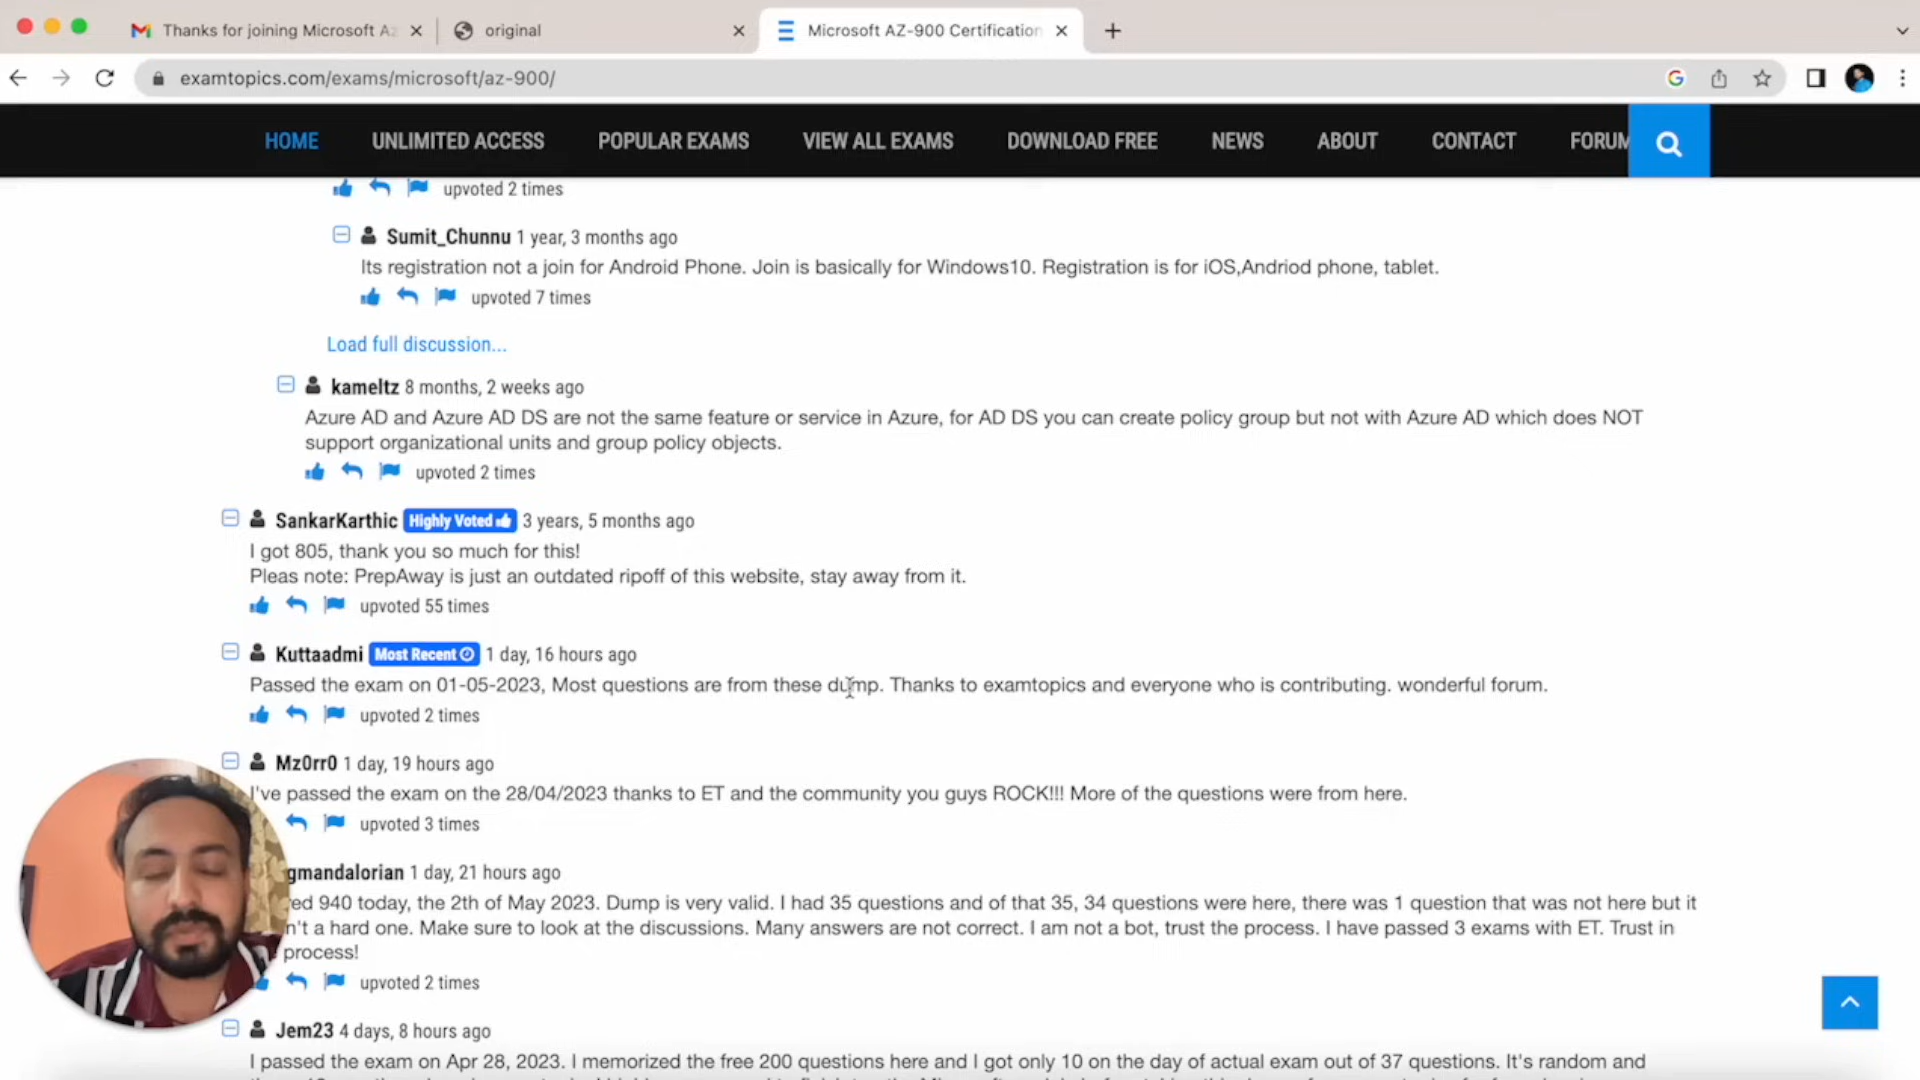 Thanks for joining Microsoft Az
original
Microsoft AZ-900 Certification
examtopics.com/exams/microsoft/az-900/
HOME UNLIMITED ACCESS POPULAR EXAMS VIEW ALL EXAMS DOWNLOAD FREE NEWS ABOUT CONTACT FORUM
upvoted 2 times
Sumit_Chunnu 1 year, 3 months ago
Its registration not a join for Android Phone. Join is basically for Windows10. Registration is for iOS,Andriod phone, tablet.
upvoted 7 times
Load full discussion...
kameltz 8 months, 2 weeks ago
Azure AD and Azure AD DS are not the same feature or service in Azure, for AD DS you can create policy group but not with Azure AD which does NOT
support organizational units and group policy objects.
upvoted 2 times
SankarKarthic Highly Voted 3 years, 5 months ago
I got 805, thank you so much for this!
Pleas note: PrepAway is just an outdated ripoff of this website, stay away from it.
upvoted 55 times
Kuttaadmi Most Recent 1 day, 16 hours ago
Passed the exam on 01-05-2023, Most questions are from these dump. Thanks to examtopics and everyone who is contributing. wonderful forum.
upvoted 2 times
Mz0rr0 1 day, 19 hours ago
I've passed the exam on the 28/04/2023 thanks to ET and the community you guys ROCK!!! More of the questions were from here.
upvoted 3 times
gmandalorian 1 day, 21 hours ago
ed 940 today, the 2th of May 2023. Dump is very valid. I had 35 questions and of that 35, 34 questions were here, there was 1 question that was not here but it
n't a hard one. Make sure to look at the discussions. Many answers are not correct. I am not a bot, trust the process. I have passed 3 exams with ET. Trust in
process!
upvoted 2 times
Jem23 4 days, 8 hours ago
I passed the exam on Apr 28, 2023. I memorized the free 200 questions here and I got only 10 on the day of actual exam out of 37 questions. It's random and